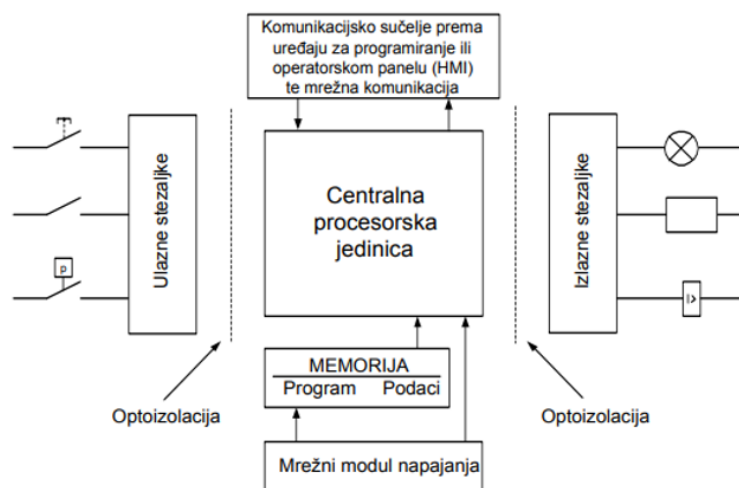 Komunikacijsko sučelje prema
uređaju za programiranje ili
operatorskom panelu (HMI)
te mrežna komunikacija
Ulazne stezaljke
p
Centralna
procesorska
jedinica
Izlazne stezaljke
I>
MEMORIJA
Program Podaci
Optoizolacija
Optoizolacija
Mrežni modul napajanja